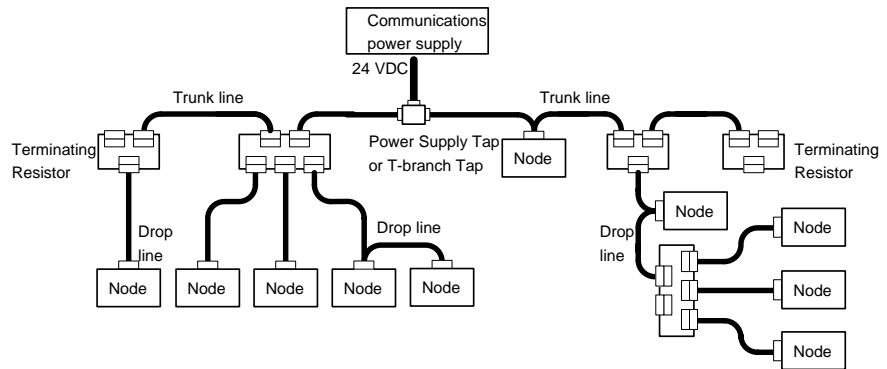 Communications
power supply
24 VDC
Trunk line
Trunk line
Terminating
Resistor
Power Supply Tap
or T-branch Tap
Node
Terminating
Resistor
Drop
line
Drop line
Drop
line
Node
Node
Node
Node
Node
Node
Node
Node
Node
Node